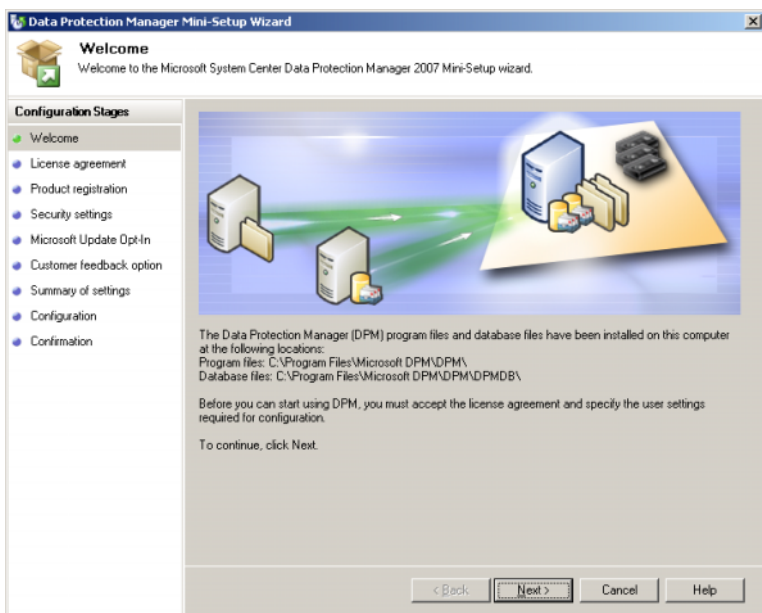 Data Protection Manager Mini-Setup Wizard
Welcome
Welcome to the Microsoft System Center Data Protection Manager 2007 Mini-Setup wizard.
Configuration Stages
Welcome
License agreement
Product registration
Security settings
Microsoft Update Opt-In
Customer feedback option
Summary of settings
Configuration
Confirmation
The Data Protection Manager (DPM) program files and database files have been installed on this computer
at the following locations:
Program files: C:\Program Files\Microsoft DPM\DPM\
Database files: C:\Program Files\Microsoft DPM\DPM\DPMDB\
Before you can start using DPM, you must accept the license agreement and specify the user settings
required for configuration.
To continue, click Next.
< Back
Next >
Cancel
Help